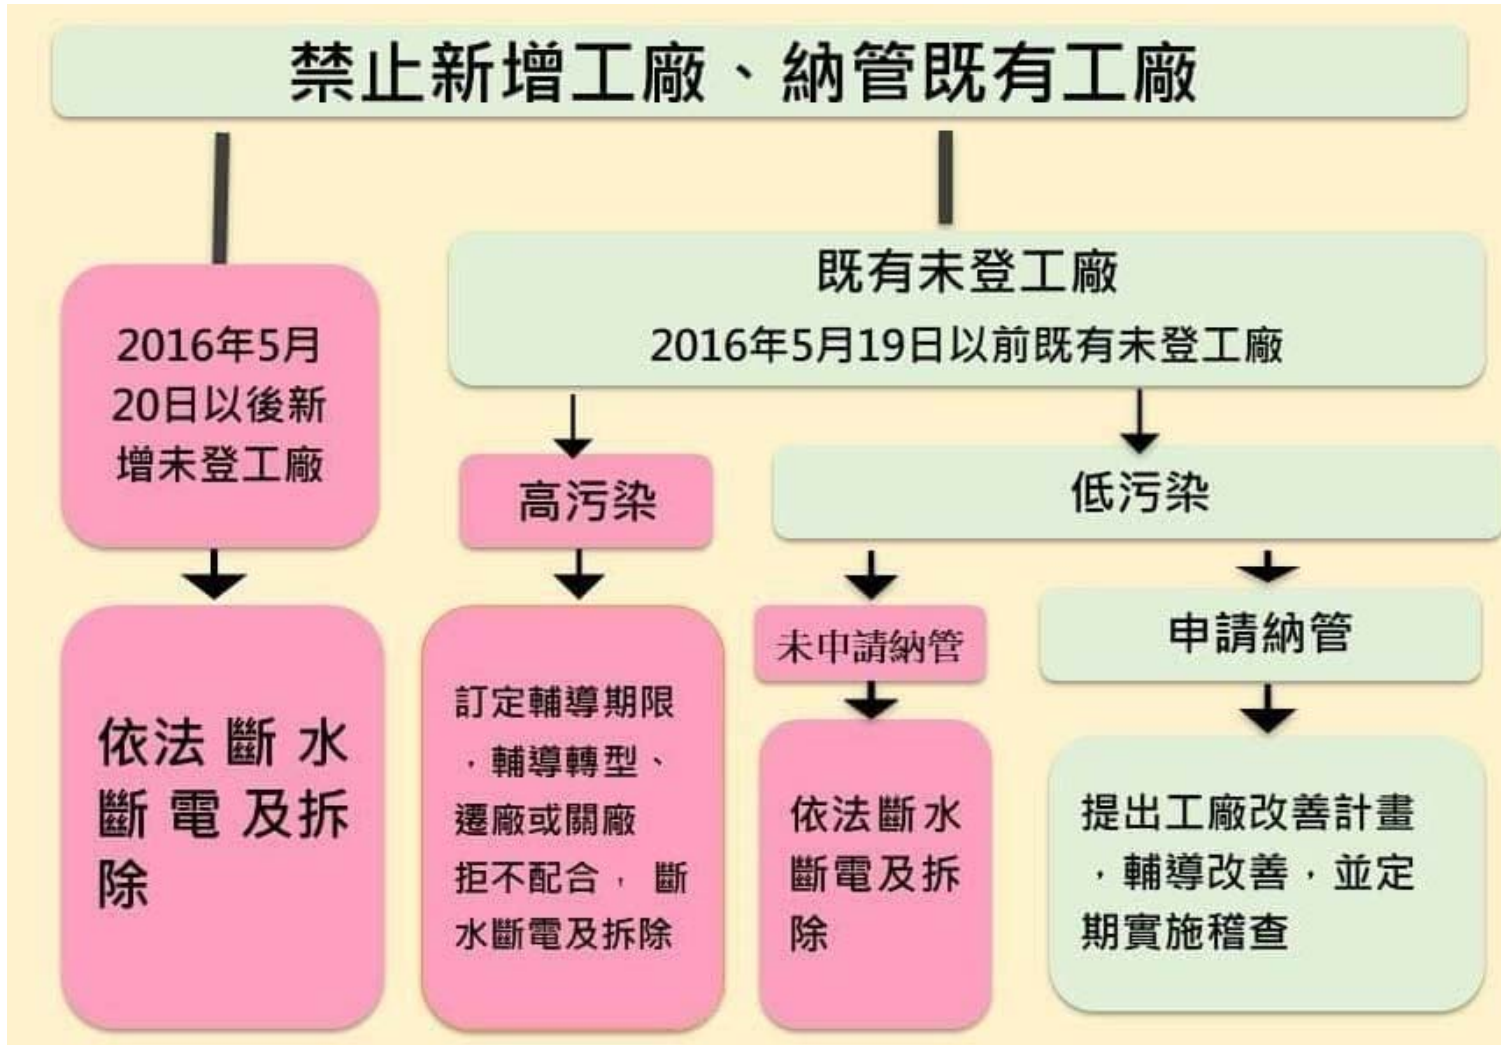 禁止新增工廠、納管既有工廠
2016年5月
20日以後新
增未登工廠
依法斷水
斷電及拆
除
既有未登工廠
2016年5月19日以前既有未登工廠
高污染
訂定輔導期限
,輔導轉型、
遷廠或關廠
拒不配合,斷
水斷電及拆除
低污染
未申請納管
依法斷水
斷電及拆
除
申請納管
提出工廠改善計畫
,輔導改善,並定
期實施稽查